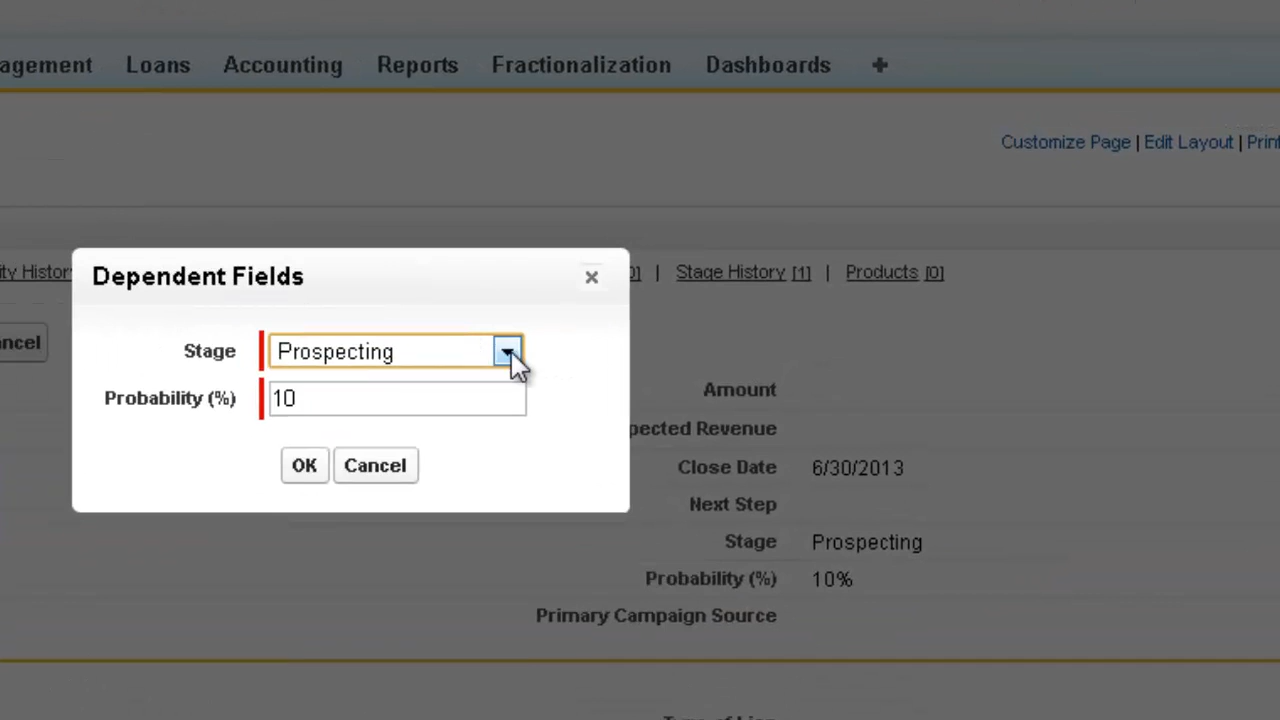 agement Loans Accounting Reports Fractionalization Dashboards +
Customize Page | Edit Layout | Print
ity Histor 0] | Stage History [1] | Products [0]
Dependent Fields
Stage Prospecting
Probability (%) 10
OK Cancel
ncel
Amount
pected Revenue
Close Date 6/30/2013
Next Step
Stage Prospecting
Probability (%) 10%
Primary Campaign Source